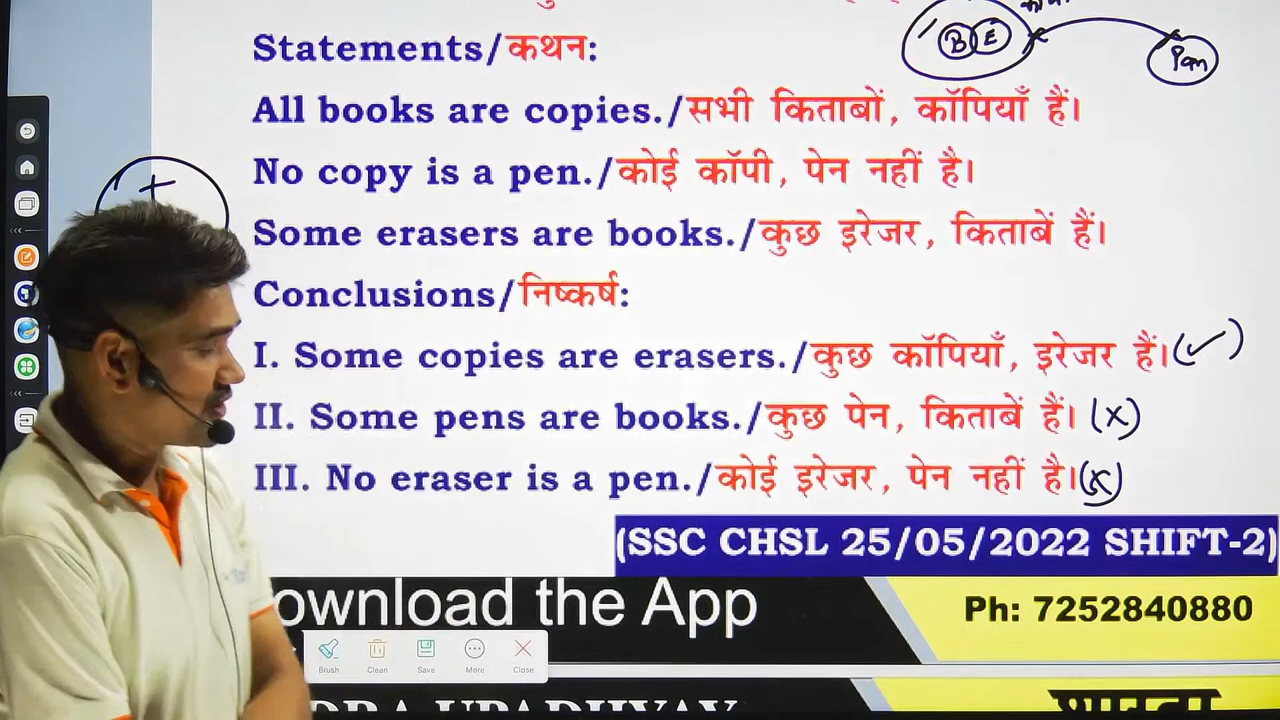 B E Pen
Statements/कथन:
All books are copies./सभी किताबों, कॉपियाँ हैं।
No copy is a pen./कोई कॉपी, पेन नहीं है।
Some erasers are books./कुछ इरेजर, किताबें हैं।
Conclusions/निष्कर्ष:
I. Some copies are erasers./कुछ कॉपियाँ, इरेजर हैं। (✓)
II. Some pens are books./कुछ पेन, किताबें हैं। (x)
III. No eraser is a pen./कोई इरेजर, पेन नहीं है। (x)
(SSC CHSL 25/05/2022 SHIFT-2)
ownload the App
Ph: 7252840880
Brush Clean Save More Close
DRA UPADHYAY